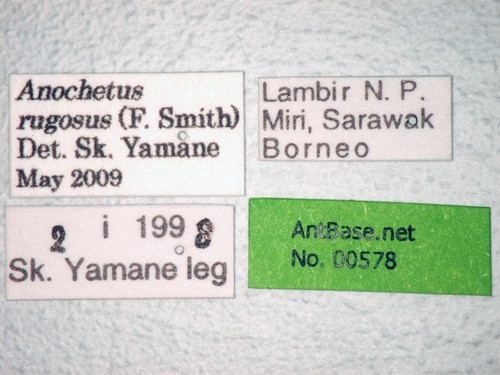 Anochetus
rugosus (F. Smith)
Det. Sk. Yamane
May 2009
Lambir N. P.
Miri, Sarawak
Borneo
2 i 1998
Sk. Yamane leg
AntBase.net
No. 00578